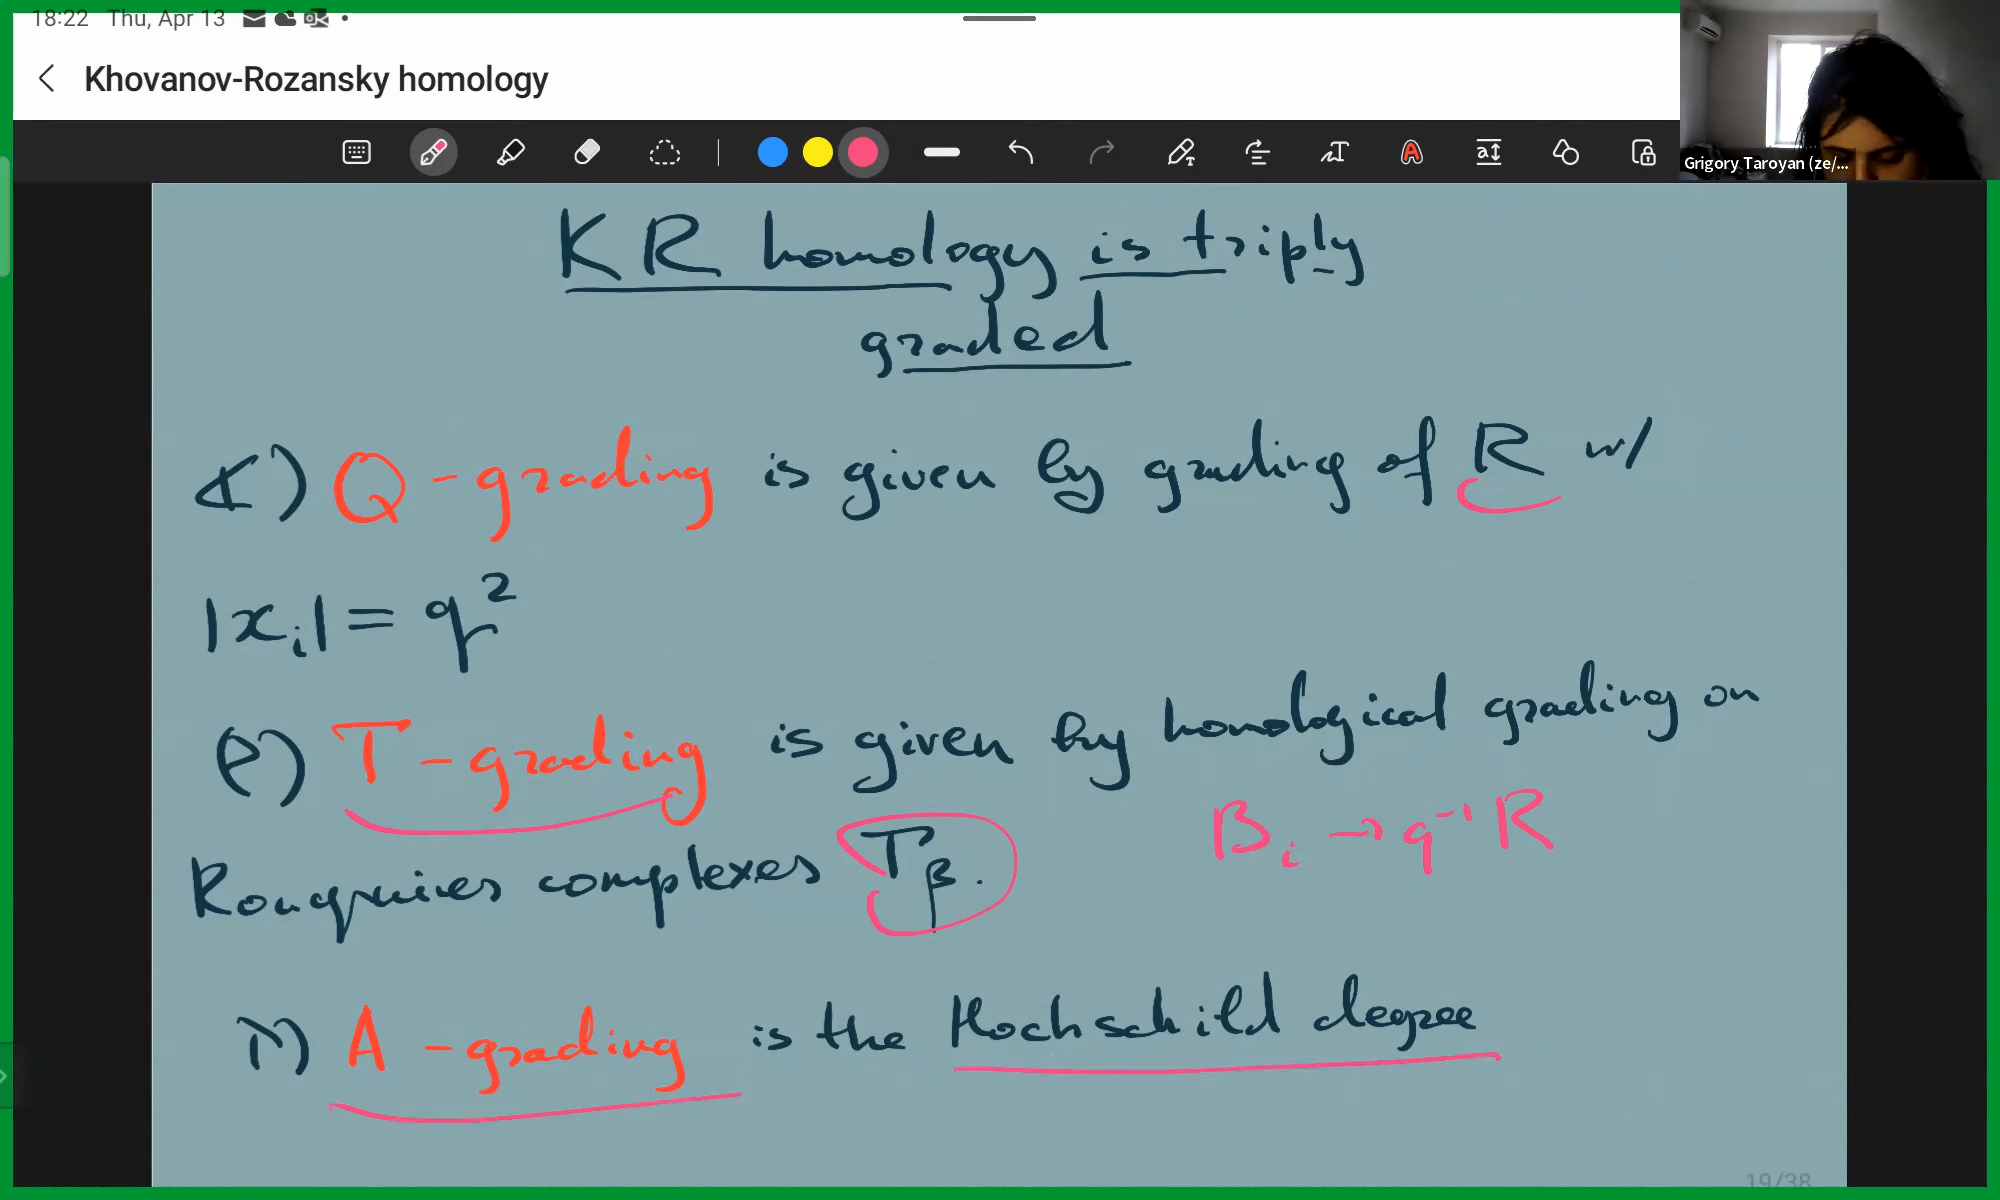 18:22 Thu, Apr 13
Khovanov-Rozansky homology
Grigory Taroyan (ze/...
KR homology is triply
graded
α) Q-grading is given by grading of R w/
|xᵢ| = q²
β) T-grading is given by homological grading on
Bᵢ → q⁻¹R
Rouquier complexes T_β.
A-grading is the Hochschild degree
19/38